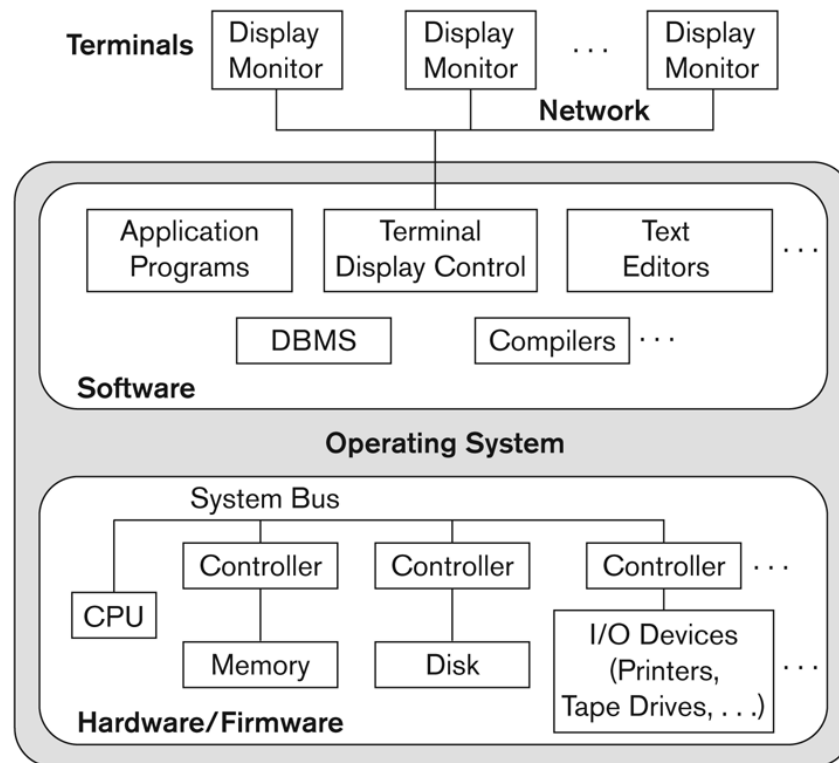 Terminals
Display
Monitor
Display
Monitor
. . .
Display
Monitor
Network
Application
Programs
Terminal
Display Control
Text
Editors
. . .
DBMS
Compilers
. . .
Software
Operating System
System Bus
Controller
Controller
Controller
. . .
CPU
Memory
Disk
I/O Devices
(Printers,
Tape Drives, . . .)
. . .
Hardware/Firmware